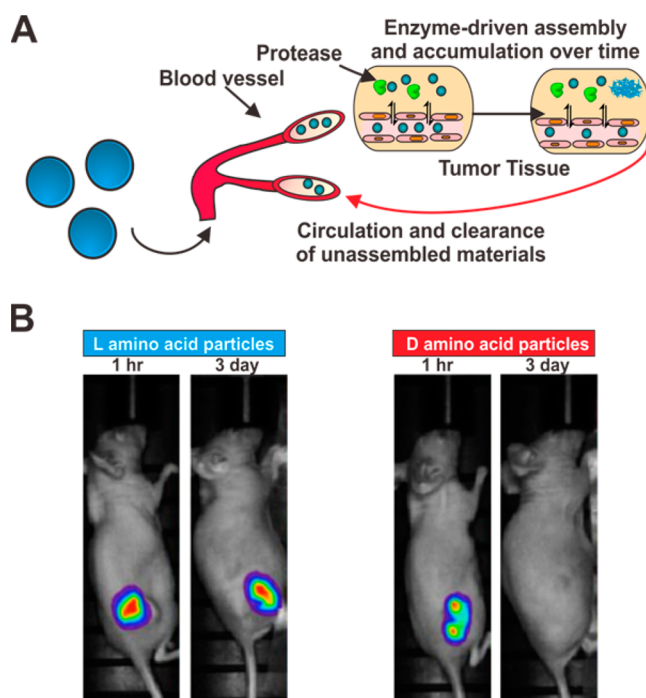 A
Enzyme-driven assembly
and accumulation over time
Protease
Blood vessel
Tumor Tissue
Circulation and clearance
of unassembled materials
B
L amino acid particles
D amino acid particles
1 hr
3 day
1 hr
3 day